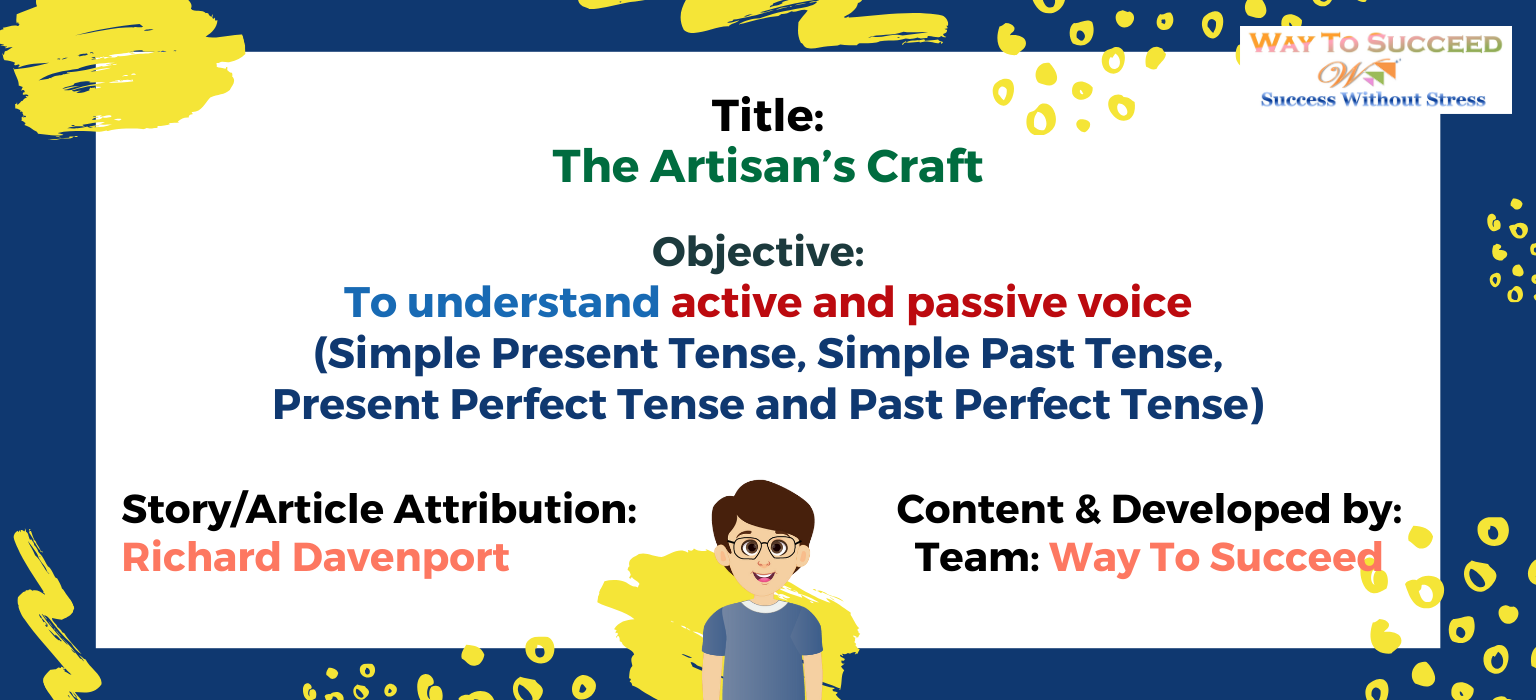 WAY TO SUCCEED
Success Without Stress
Title:
The Artisan’s Craft
Objective:
To understand active and passive voice
(Simple Present Tense, Simple Past Tense,
Present Perfect Tense and Past Perfect Tense)
Story/Article Attribution:
Richard Davenport
Content & Developed by:
Team: Way To Succeed